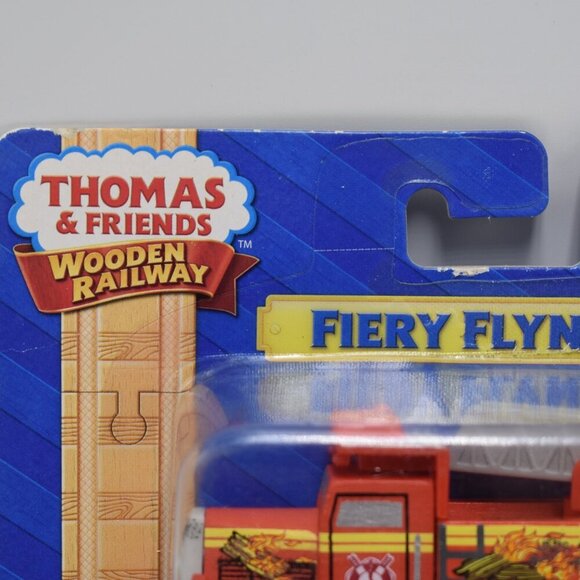 THOMAS
& FRIENDS
WOODEN
RAILWAY
TM
FIERY FLYN